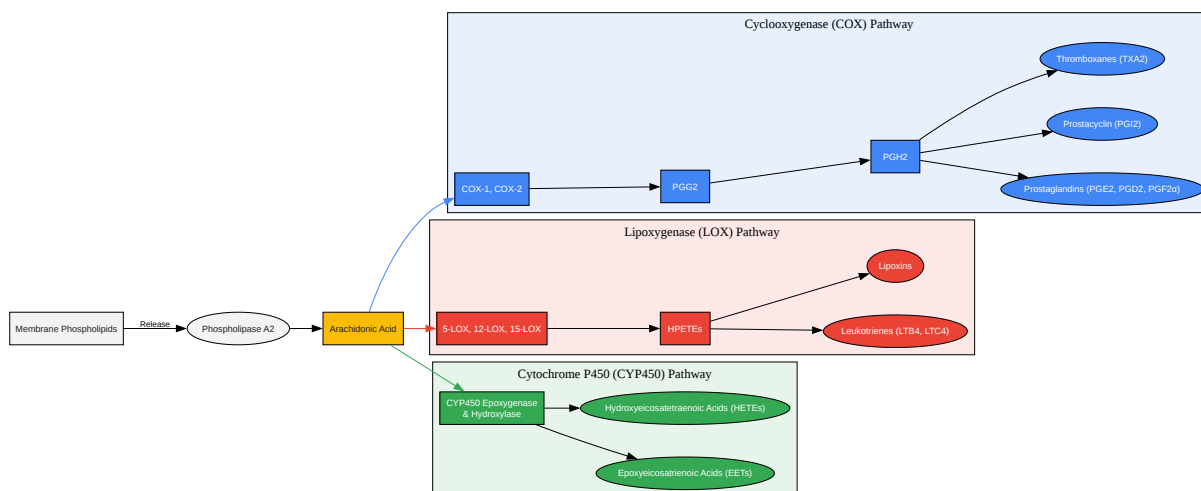 Cyclooxygenase (COX) Pathway
Thromboxanes (TXA2)
Prostacyclin (PGI2)
PGH2
COX-1, COX-2
PGG2
Prostaglandins (PGE2, PGD2, PGF2α)
Lipoxygenase (LOX) Pathway
Lipoxins
Membrane Phospholipids
Release
Phospholipase A2
Arachidonic Acid
5-LOX, 12-LOX, 15-LOX
HPETEs
Leukotrienes (LTB4, LTC4)
Cytochrome P450 (CYP450) Pathway
CYP450 Epoxygenase
& Hydroxylase
Hydroxyeicosatetraenoic Acids (HETEs)
Epoxyeicosatrienoic Acids (EETs)